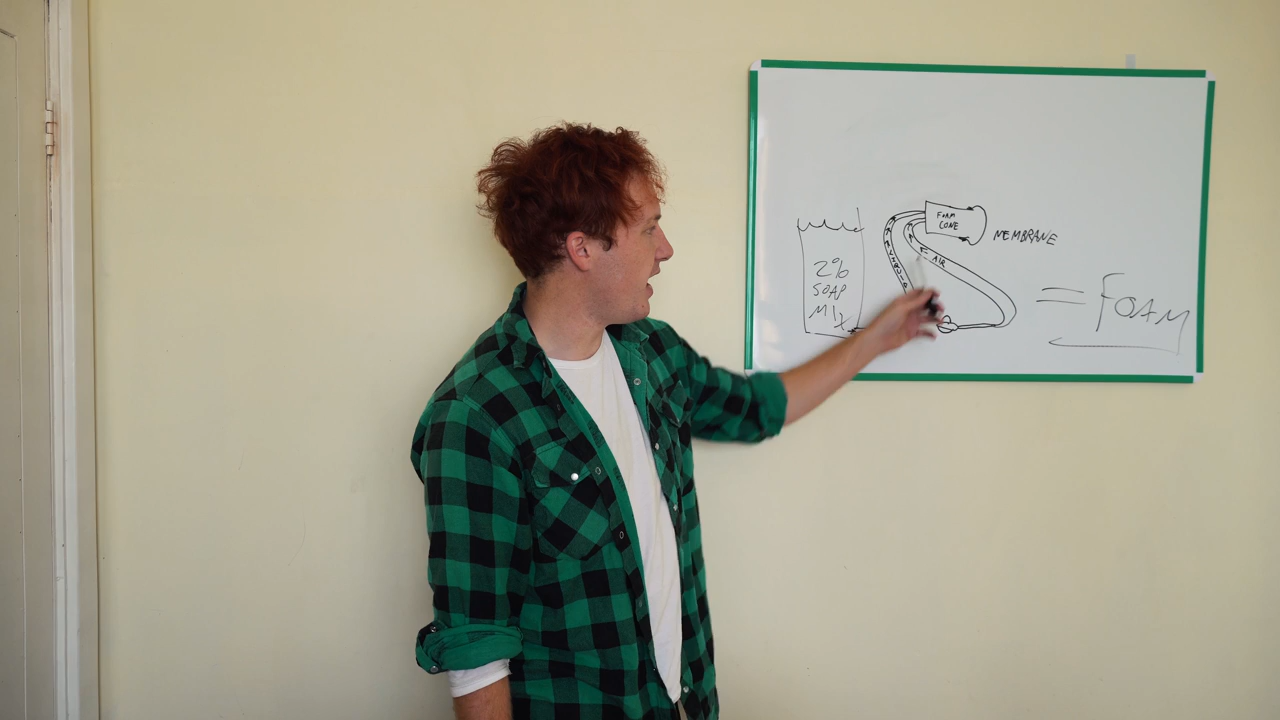 2%
SOAP
MIX
FOAM
CONE
MEMBRANE
AIR
= FOAM